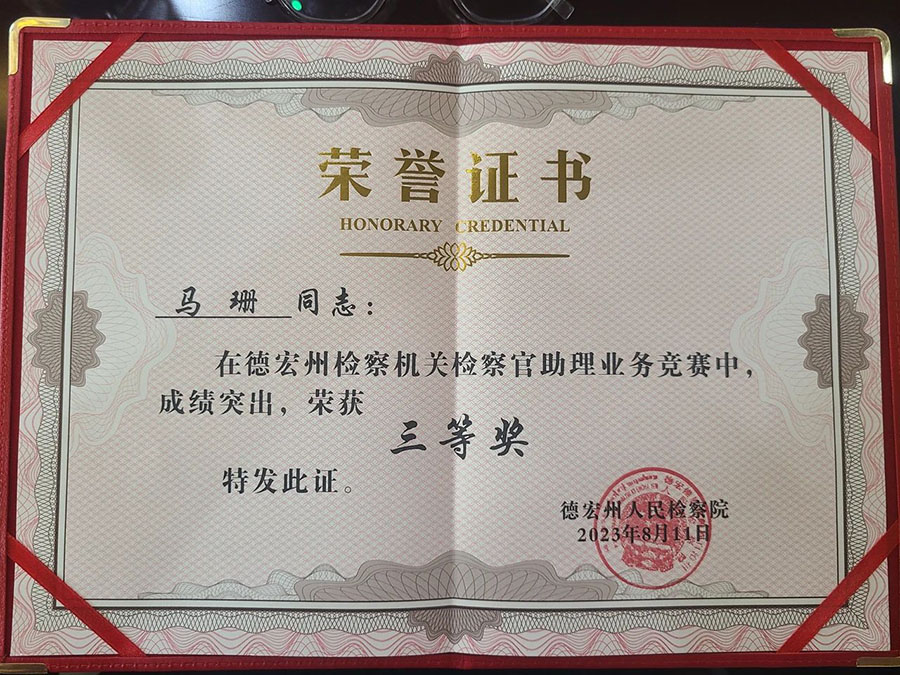 荣誉证书
HONORARY CREDENTIAL
马珊 同志：
在德宏州检察机关检察官助理业务竞赛中，
成绩突出，荣获
三等奖
特发此证。
德宏州人民检察院
2023年8月11日